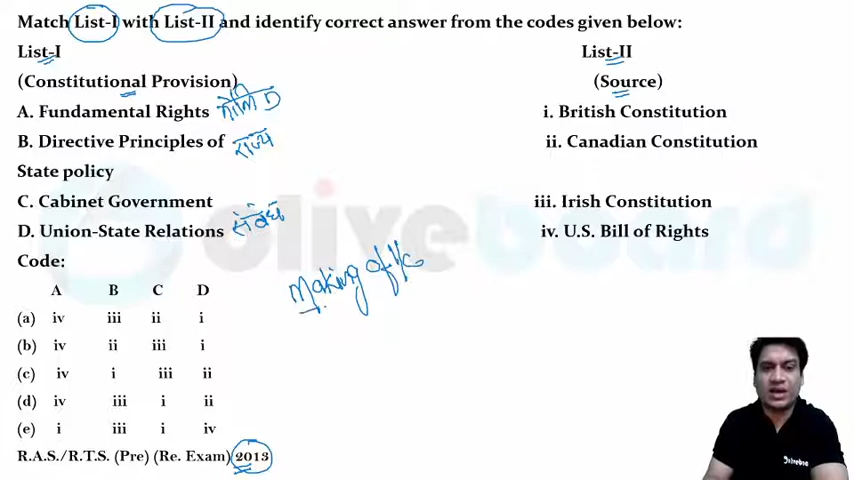 Match List-I with List-II and identify correct answer from the codes given below:
List-I List-II
(Constitutional Provision) (Source)
A. Fundamental Rights i. British Constitution
B. Directive Principles of ii. Canadian Constitution
राज्य
State policy
C. Cabinet Government iii. Irish Constitution
D. Union-State Relations iv. U.S. Bill of Rights
Code:
Making of
A B C D
(a) iv iii ii i
(b) iv ii iii i
(c) iv i iii ii
(d) iv iii i ii
(e) i iii i iv
R.A.S./R.T.S. (Pre) (Re. Exam) 2013
oliveboard